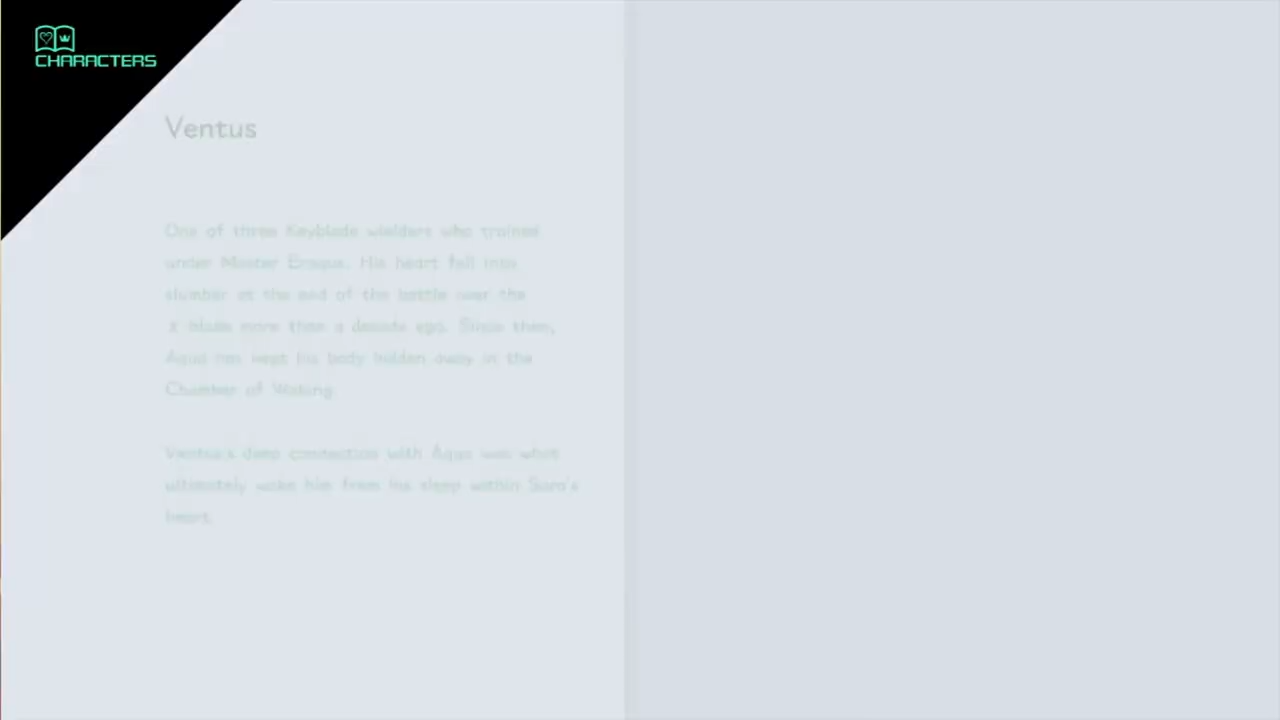 CHARACTERS
Ventus
One of three Keyblade wielders who trained
under Master Eraqus. His heart fell into
slumber at the end of the battle over the
χ-blade more than a decade ago. Since then,
Aqua has kept his body hidden away in the
Chamber of Waking.
Ventus's deep connection with Aqua was what
ultimately woke him from his sleep within Sora's
heart.